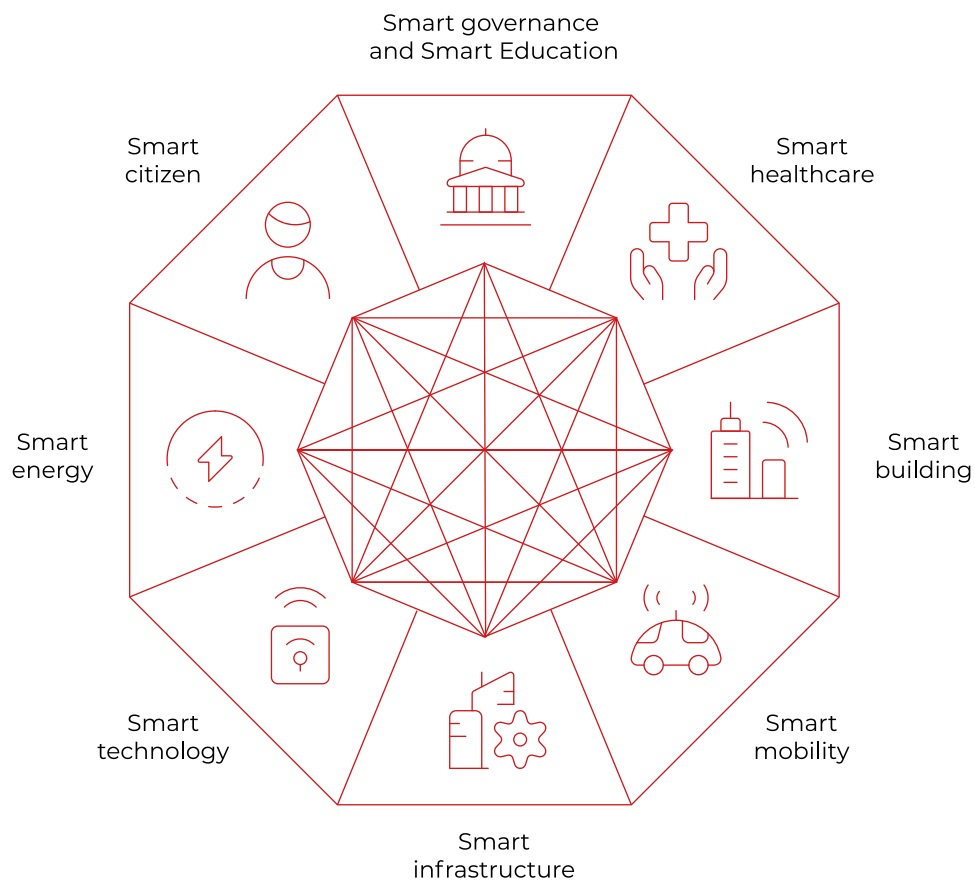 Smart governance
and Smart Education
Smart
citizen
Smart
healthcare
Smart
energy
Smart
building
Smart
technology
Smart
mobility
Smart
infrastructure